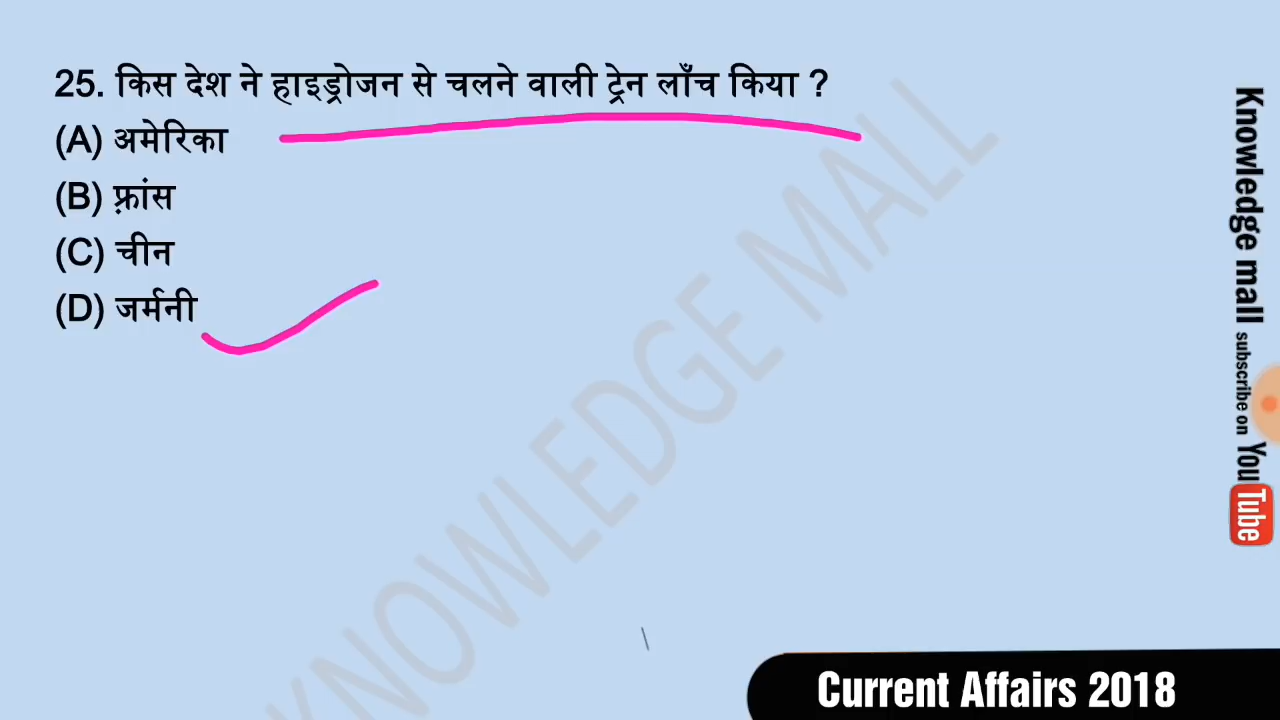 25. किस देश ने हाइड्रोजन से चलने वाली ट्रेन लाँच किया ?
(A) अमेरिका
(B) फ़्रांस
(C) चीन
(D) जर्मनी
KNOWLEDGE MALL
Knowledge mall subscribe on YouTube
Current Affairs 2018